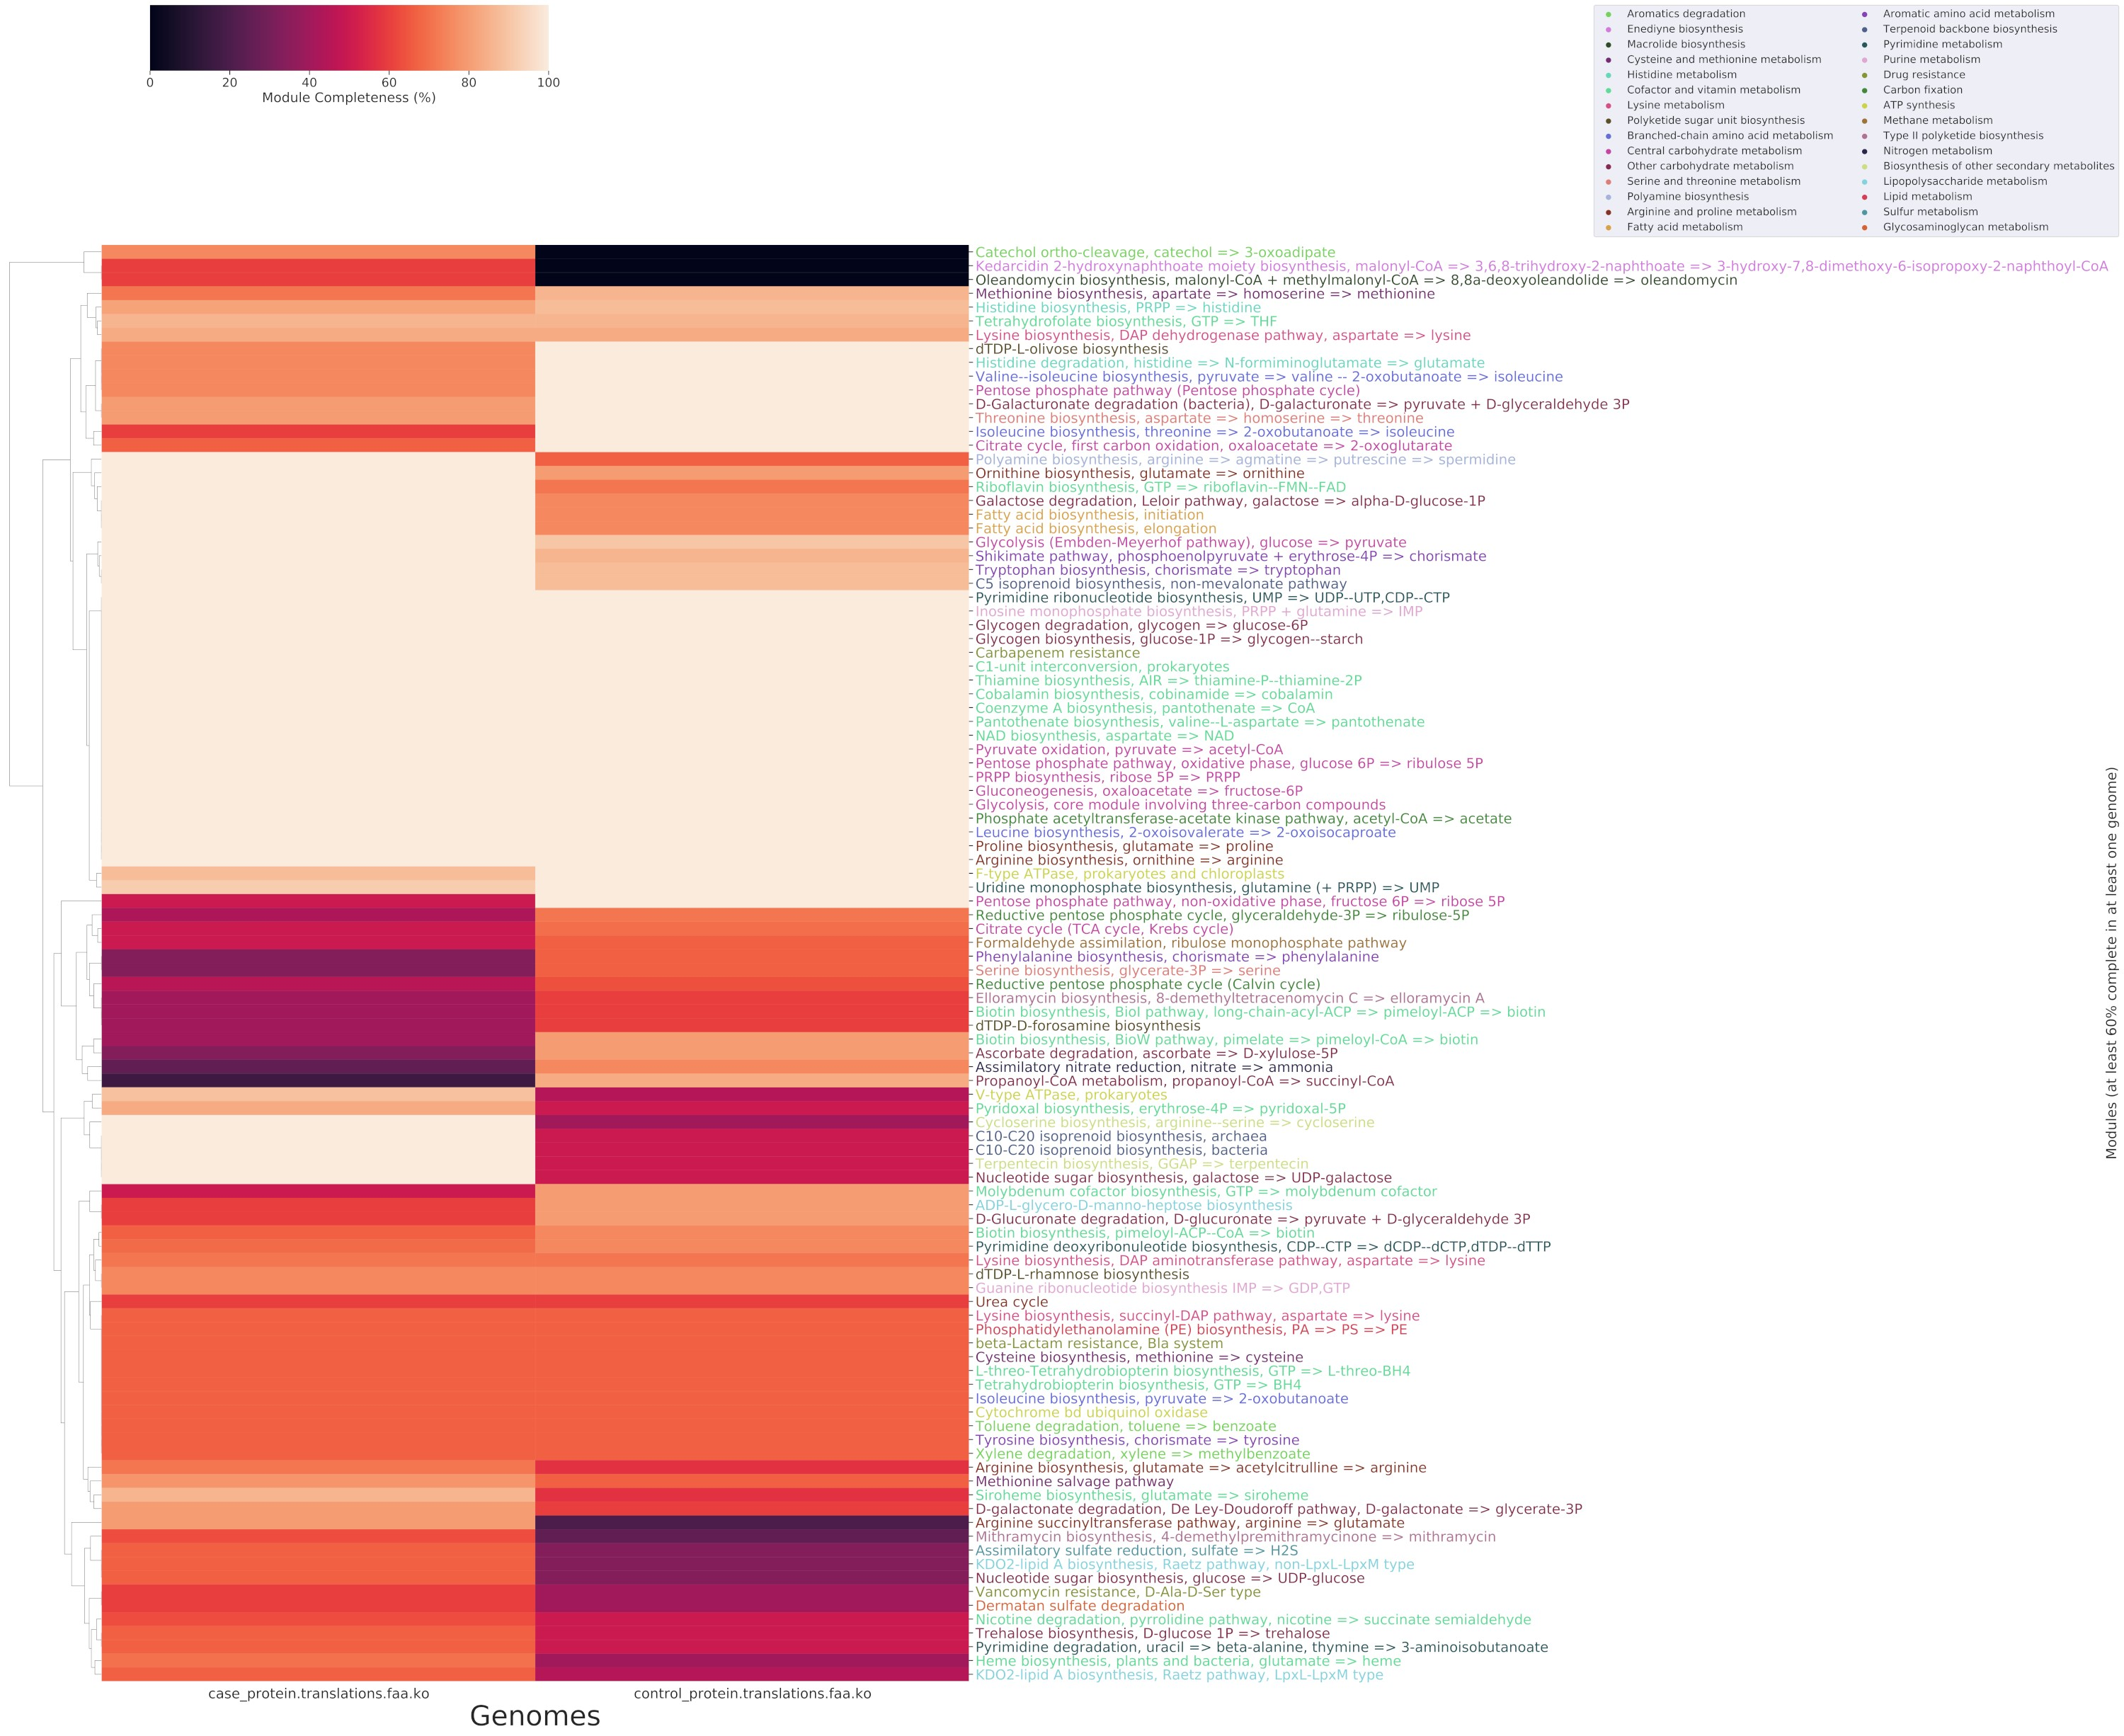 0 20 40 60 80 100
Module Completeness (%)
Aromatics degradation
Enediyne biosynthesis
Macrolide biosynthesis
Cysteine and methionine metabolism
Histidine metabolism
Cofactor and vitamin metabolism
Lysine metabolism
Polyketide sugar unit biosynthesis
Branched-chain amino acid metabolism
Central carbohydrate metabolism
Other carbohydrate metabolism
Serine and threonine metabolism
Polyamine biosynthesis
Arginine and proline metabolism
Fatty acid metabolism
Aromatic amino acid metabolism
Terpenoid backbone biosynthesis
Pyrimidine metabolism
Purine metabolism
Drug resistance
Carbon fixation
ATP synthesis
Methane metabolism
Type II polyketide biosynthesis
Nitrogen metabolism
Biosynthesis of other secondary metabolites
Lipopolysaccharide metabolism
Lipid metabolism
Sulfur metabolism
Glycosaminoglycan metabolism
Catechol ortho-cleavage, catechol => 3-oxoadipate
Kedarcidin 2-hydroxynaphthoate moiety biosynthesis, malonyl-CoA => 3,6,8-trihydroxy-2-naphthoate => 3-hydroxy-7,8-dimethoxy-6-isopropoxy-2-naphthoyl-CoA
Oleandomycin biosynthesis, malonyl-CoA + methylmalonyl-CoA => 8,8a-deoxyoleandolide => oleandomycin
Methionine biosynthesis, apartate => homoserine => methionine
Histidine biosynthesis, PRPP => histidine
Tetrahydrofolate biosynthesis, GTP => THF
Lysine biosynthesis, DAP dehydrogenase pathway, aspartate => lysine
dTDP-L-olivose biosynthesis
Histidine degradation, histidine => N-formiminoglutamate => glutamate
Valine--isoleucine biosynthesis, pyruvate => valine -- 2-oxobutanoate => isoleucine
Pentose phosphate pathway (Pentose phosphate cycle)
D-Galacturonate degradation (bacteria), D-galacturonate => pyruvate + D-glyceraldehyde 3P
Threonine biosynthesis, aspartate => homoserine => threonine
Isoleucine biosynthesis, threonine => 2-oxobutanoate => isoleucine
Citrate cycle, first carbon oxidation, oxaloacetate => 2-oxoglutarate
Polyamine biosynthesis, arginine => agmatine => putrescine => spermidine
Ornithine biosynthesis, glutamate => ornithine
Riboflavin biosynthesis, GTP => riboflavin--FMN--FAD
Galactose degradation, Leloir pathway, galactose => alpha-D-glucose-1P
Fatty acid biosynthesis, initiation
Fatty acid biosynthesis, elongation
Glycolysis (Embden-Meyerhof pathway), glucose => pyruvate
Shikimate pathway, phosphoenolpyruvate + erythrose-4P => chorismate
Tryptophan biosynthesis, chorismate => tryptophan
C5 isoprenoid biosynthesis, non-mevalonate pathway
Pyrimidine ribonucleotide biosynthesis, UMP => UDP--UTP,CDP--CTP
Inosine monophosphate biosynthesis, PRPP + glutamine => IMP
Glycogen degradation, glycogen => glucose-6P
Glycogen biosynthesis, glucose-1P => glycogen--starch
Carbapenem resistance
C1-unit interconversion, prokaryotes
Thiamine biosynthesis, AIR => thiamine-P--thiamine-2P
Cobalamin biosynthesis, cobinamide => cobalamin
Coenzyme A biosynthesis, pantothenate => CoA
Pantothenate biosynthesis, valine--L-aspartate => pantothenate
NAD biosynthesis, aspartate => NAD
Pyruvate oxidation, pyruvate => acetyl-CoA
Pentose phosphate pathway, oxidative phase, glucose 6P => ribulose 5P
PRPP biosynthesis, ribose 5P => PRPP
Gluconeogenesis, oxaloacetate => fructose-6P
Glycolysis, core module involving three-carbon compounds
Phosphate acetyltransferase-acetate kinase pathway, acetyl-CoA => acetate
Leucine biosynthesis, 2-oxoisovalerate => 2-oxoisocaproate
Proline biosynthesis, glutamate => proline
Arginine biosynthesis, ornithine => arginine
F-type ATPase, prokaryotes and chloroplasts
Uridine monophosphate biosynthesis, glutamine (+ PRPP) => UMP
Pentose phosphate pathway, non-oxidative phase, fructose 6P => ribose 5P
Reductive pentose phosphate cycle, glyceraldehyde-3P => ribulose-5P
Citrate cycle (TCA cycle, Krebs cycle)
Formaldehyde assimilation, ribulose monophosphate pathway
Phenylalanine biosynthesis, chorismate => phenylalanine
Serine biosynthesis, glycerate-3P => serine
Reductive pentose phosphate cycle (Calvin cycle)
Elloramycin biosynthesis, 8-demethyltetracenomycin C => elloramycin A
Biotin biosynthesis, BioI pathway, long-chain-acyl-ACP => pimeloyl-ACP => biotin
dTDP-D-forosamine biosynthesis
Biotin biosynthesis, BioW pathway, pimelate => pimeloyl-CoA => biotin
Ascorbate degradation, ascorbate => D-xylulose-5P
Assimilatory nitrate reduction, nitrate => ammonia
Propanoyl-CoA metabolism, propanoyl-CoA => succinyl-CoA
V-type ATPase, prokaryotes
Pyridoxal biosynthesis, erythrose-4P => pyridoxal-5P
Cycloserine biosynthesis, arginine--serine => cycloserine
C10-C20 isoprenoid biosynthesis, archaea
C10-C20 isoprenoid biosynthesis, bacteria
Terpentecin biosynthesis, GGAP => terpentecin
Nucleotide sugar biosynthesis, galactose => UDP-galactose
Molybdenum cofactor biosynthesis, GTP => molybdenum cofactor
ADP-L-glycero-D-manno-heptose biosynthesis
D-Glucuronate degradation, D-glucuronate => pyruvate + D-glyceraldehyde 3P
Biotin biosynthesis, pimeloyl-ACP--CoA => biotin
Pyrimidine deoxyribonuleotide biosynthesis, CDP--CTP => dCDP--dCTP,dTDP--dTTP
Lysine biosynthesis, DAP aminotransferase pathway, aspartate => lysine
dTDP-L-rhamnose biosynthesis
Guanine ribonucleotide biosynthesis IMP => GDP,GTP
Urea cycle
Lysine biosynthesis, succinyl-DAP pathway, aspartate => lysine
Phosphatidylethanolamine (PE) biosynthesis, PA => PS => PE
beta-Lactam resistance, Bla system
Cysteine biosynthesis, methionine => cysteine
L-threo-Tetrahydrobiopterin biosynthesis, GTP => L-threo-BH4
Tetrahydrobiopterin biosynthesis, GTP => BH4
Isoleucine biosynthesis, pyruvate => 2-oxobutanoate
Cytochrome bd ubiquinol oxidase
Toluene degradation, toluene => benzoate
Tyrosine biosynthesis, chorismate => tyrosine
Xylene degradation, xylene => methylbenzoate
Arginine biosynthesis, glutamate => acetylcitrulline => arginine
Methionine salvage pathway
Siroheme biosynthesis, glutamate => siroheme
D-galactonate degradation, De Ley-Doudoroff pathway, D-galactonate => glycerate-3P
Arginine succinyltransferase pathway, arginine => glutamate
Mithramycin biosynthesis, 4-demethylpremithramycinone => mithramycin
Assimilatory sulfate reduction, sulfate => H2S
KDO2-lipid A biosynthesis, Raetz pathway, non-LpxL-LpxM type
Nucleotide sugar biosynthesis, glucose => UDP-glucose
Vancomycin resistance, D-Ala-D-Ser type
Dermatan sulfate degradation
Nicotine degradation, pyrrolidine pathway, nicotine => succinate semialdehyde
Trehalose biosynthesis, D-glucose 1P => trehalose
Pyrimidine degradation, uracil => beta-alanine, thymine => 3-aminoisobutanoate
Heme biosynthesis, plants and bacteria, glutamate => heme
KDO2-lipid A biosynthesis, Raetz pathway, LpxL-LpxM type
Modules (at least 60% complete in at least one genome)
case_protein.translations.faa.ko
control_protein.translations.faa.ko
Genomes